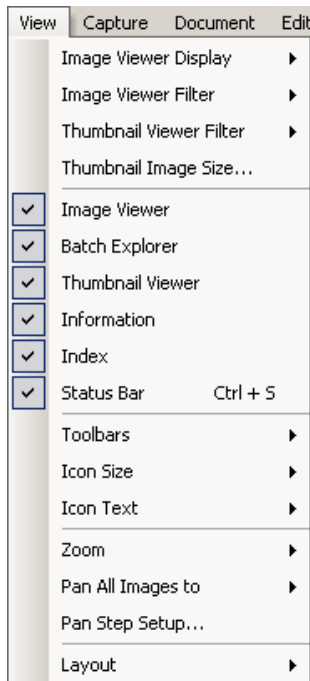 View Capture Document Edit
Image Viewer Display
Image Viewer Filter
Thumbnail Viewer Filter
Thumbnail Image Size...
Image Viewer
Batch Explorer
Thumbnail Viewer
Information
Index
Status Bar Ctrl + S
Toolbars
Icon Size
Icon Text
Zoom
Pan All Images to
Pan Step Setup...
Layout